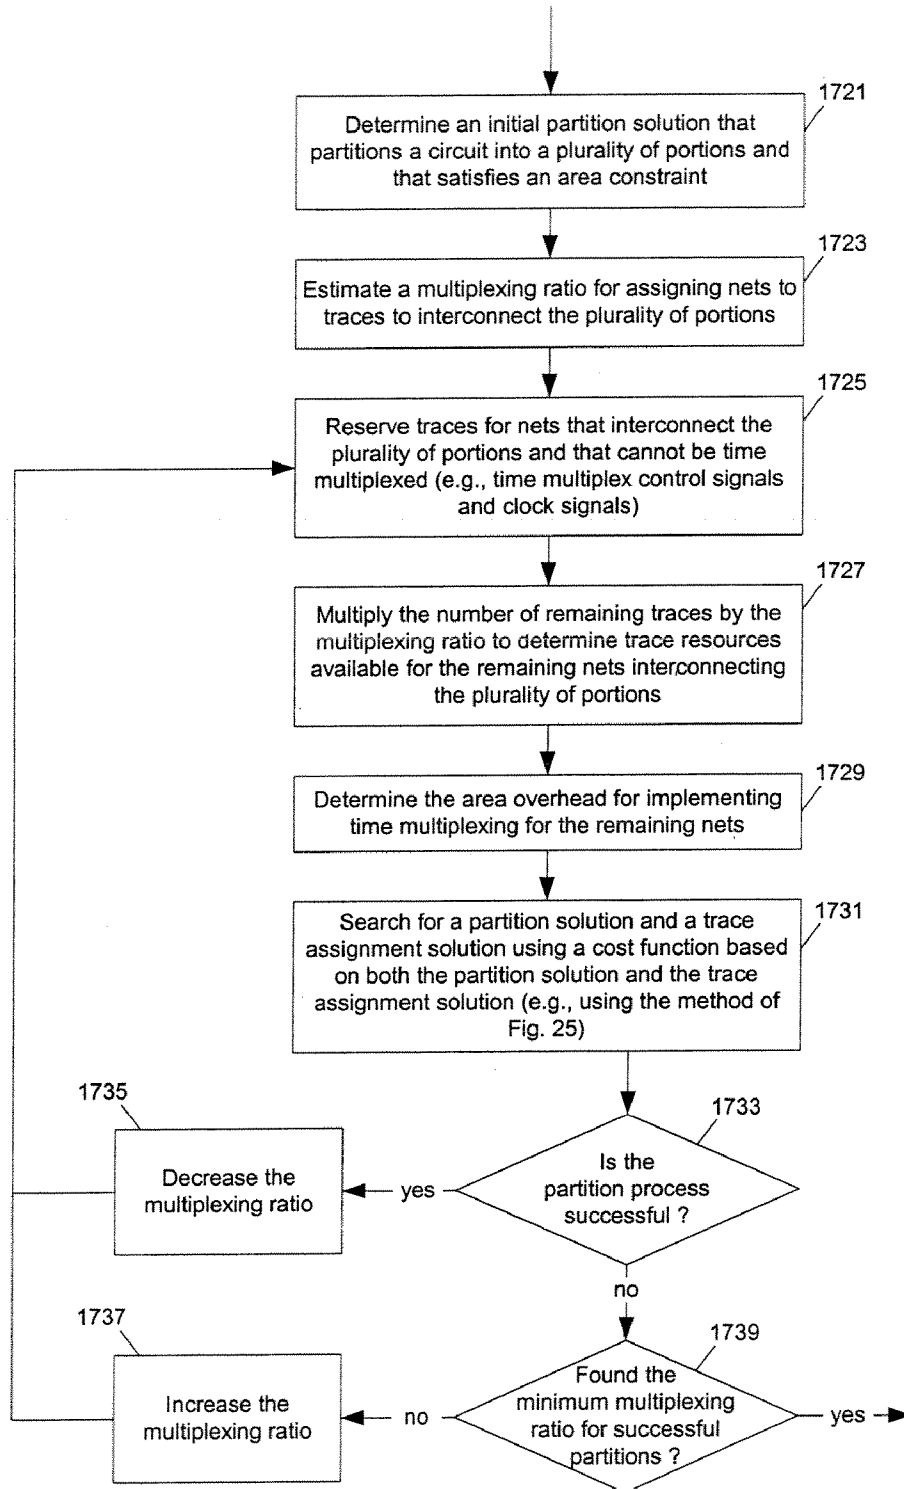 1721
Determine an initial partition solution that
partitions a circuit into a plurality of portions and
that satisfies an area constraint
1723
Estimate a multiplexing ratio for assigning nets to
traces to interconnect the plurality of portions
1725
Reserve traces for nets that interconnect the
plurality of portions and that cannot be time
multiplexed (e.g., time multiplex control signals
and clock signals)
1727
Multiply the number of remaining traces by the
multiplexing ratio to determine trace resources
available for the remaining nets interconnecting
the plurality of portions
1729
Determine the area overhead for implementing
time multiplexing for the remaining nets
1731
Search for a partition solution and a trace
assignment solution using a cost function based
on both the partition solution and the trace
assignment solution (e.g., using the method of
Fig. 25)
1733
Is the
partition process
successful ?
yes
1735
Decrease the
multiplexing ratio
no
1737
Increase the
multiplexing ratio
1739
Found the
minimum multiplexing
ratio for successful
partitions ?
no
yes